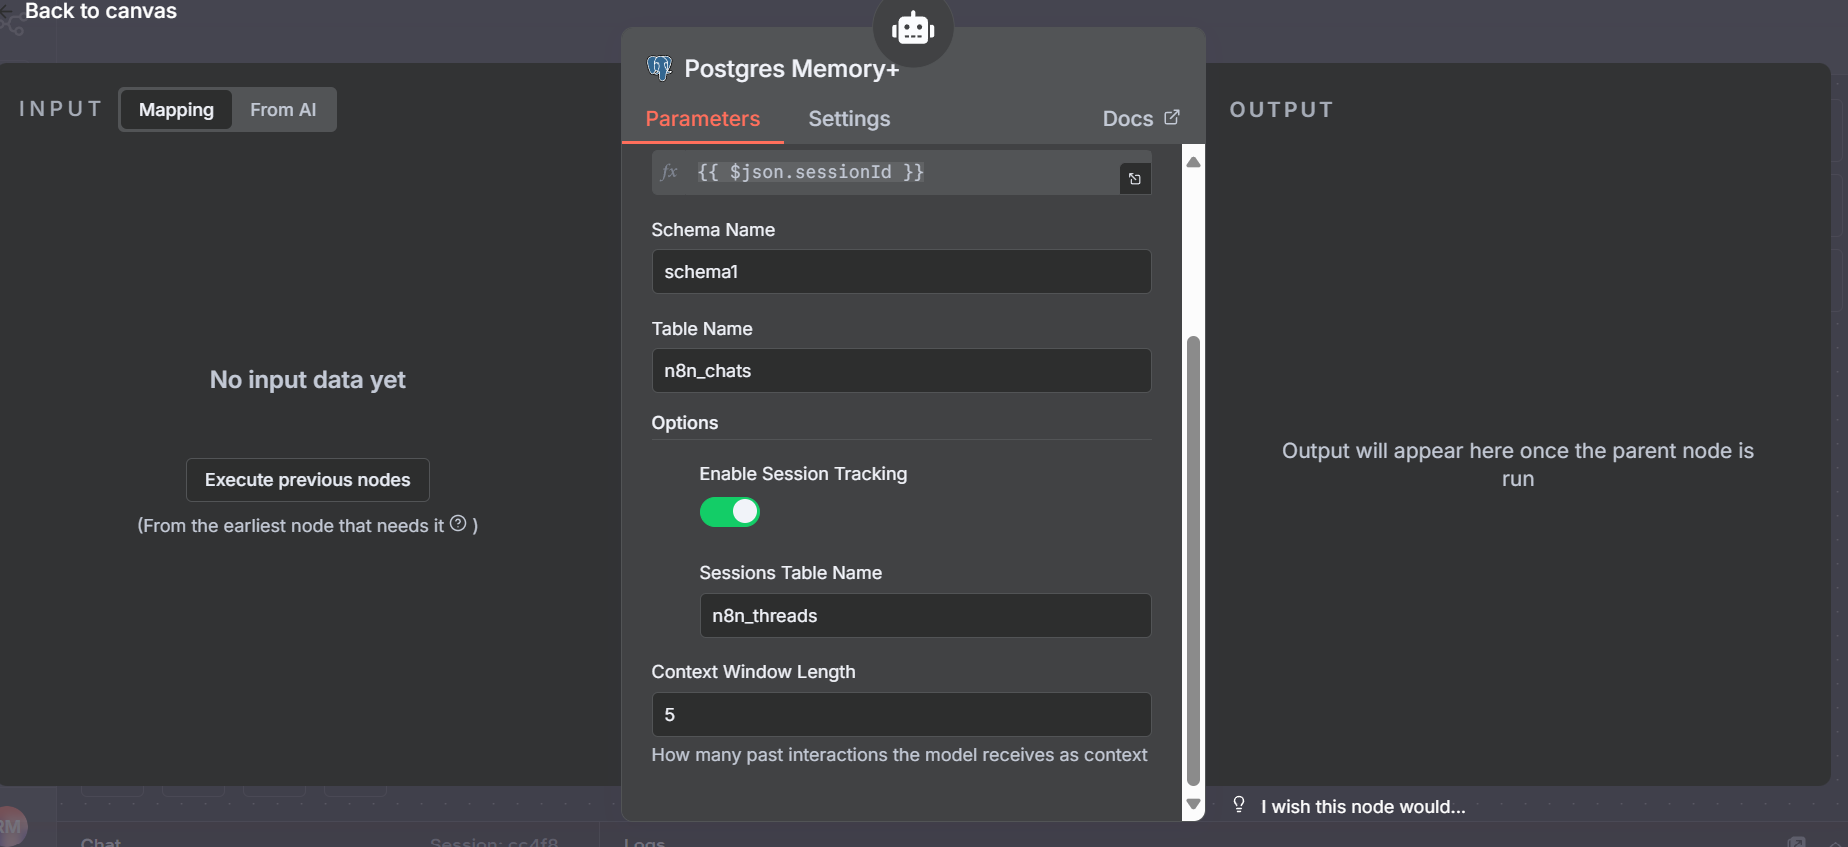 Back to canvas
INPUT
Mapping
From AI
No input data yet
Execute previous nodes
(From the earliest node that needs it ? )
Postgres Memory+
Parameters
Settings
Docs
fx {{ $json.sessionId }}
Schema Name
schema1
Table Name
n8n_chats
Options
Enable Session Tracking
Sessions Table Name
n8n_threads
Context Window Length
5
How many past interactions the model receives as context
OUTPUT
Output will appear here once the parent node is
run
I wish this node would...
RM
Chat
Session: cc4f8
Logs